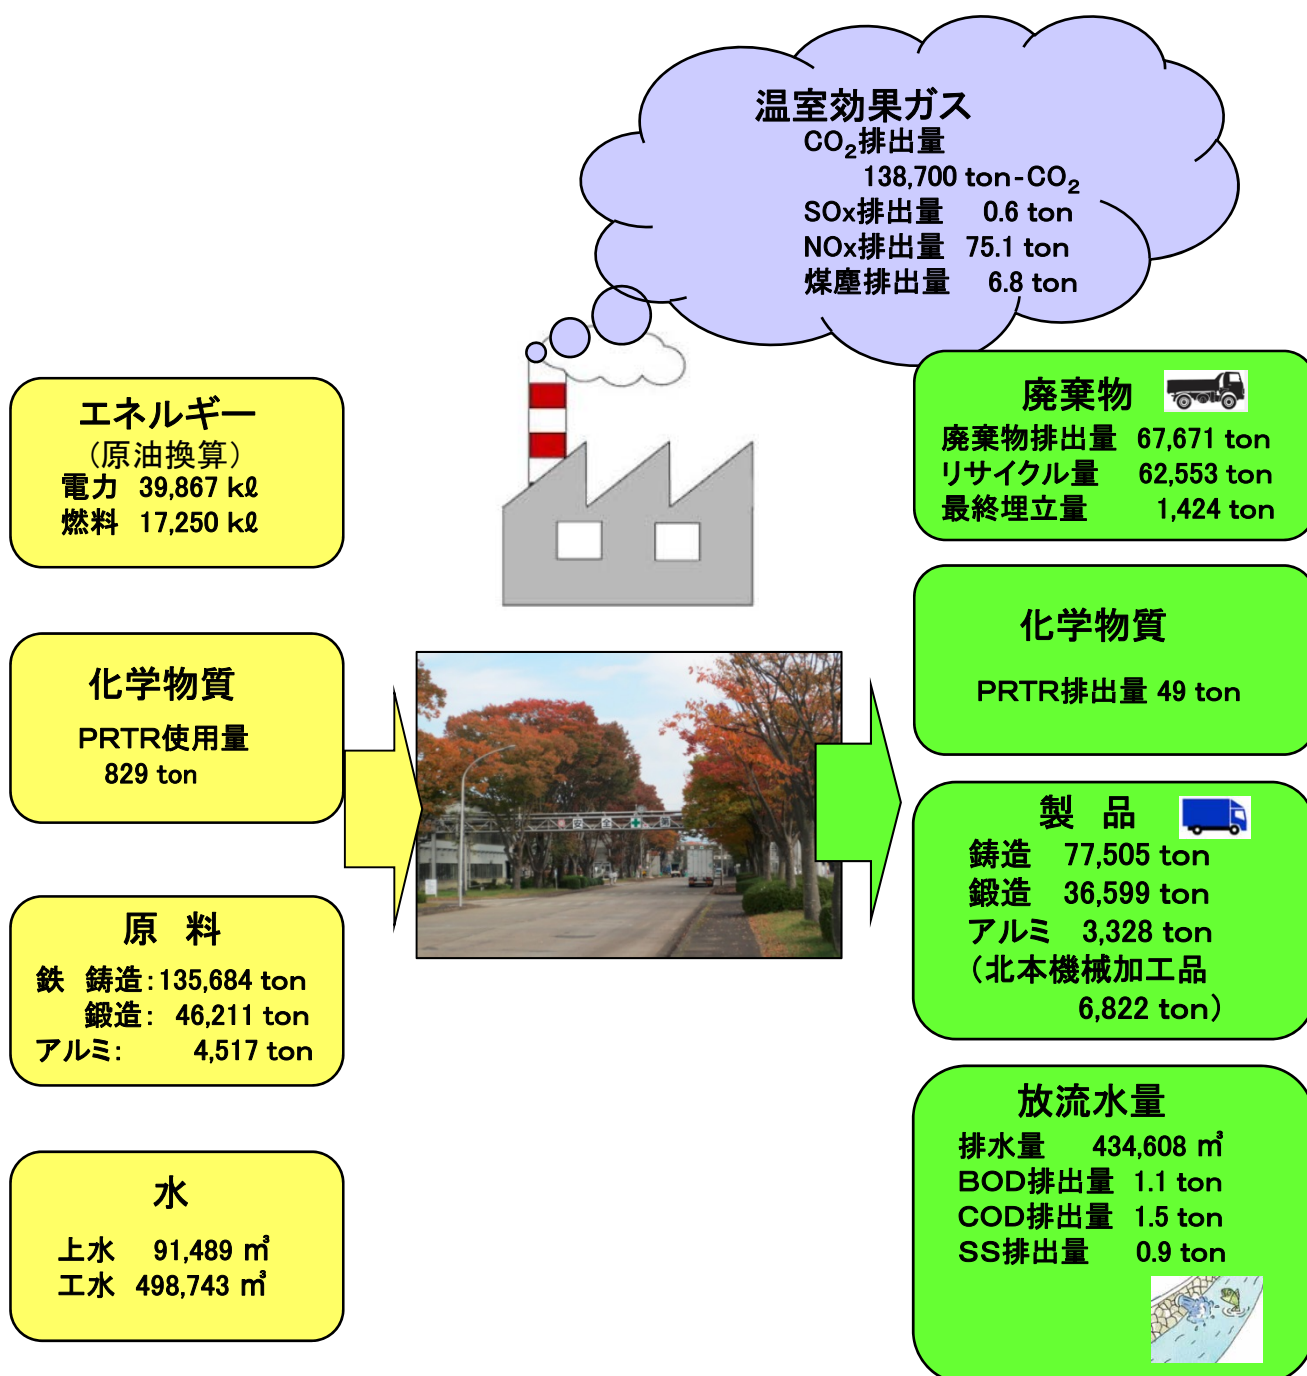 温室効果ガス
CO₂排出量
138,700 ton-CO₂
SOx排出量 0.6 ton
NOx排出量 75.1 ton
煤塵排出量 6.8 ton
エネルギー
(原油換算)
電力 39,867 kℓ
燃料 17,250 kℓ
化学物質
PRTR使用量
829 ton
原 料
鉄 鋳造:135,684 ton
鍛造: 46,211 ton
アルミ: 4,517 ton
水
上水 91,489 ㎥
工水 498,743 ㎥
安 全
廃棄物
廃棄物排出量 67,671 ton
リサイクル量 62,553 ton
最終埋立量 1,424 ton
化学物質
PRTR排出量 49 ton
製 品
鋳造 77,505 ton
鍛造 36,599 ton
アルミ 3,328 ton
(北本機械加工品
6,822 ton)
放流水量
排水量 434,608 ㎥
BOD排出量 1.1 ton
COD排出量 1.5 ton
SS排出量 0.9 ton